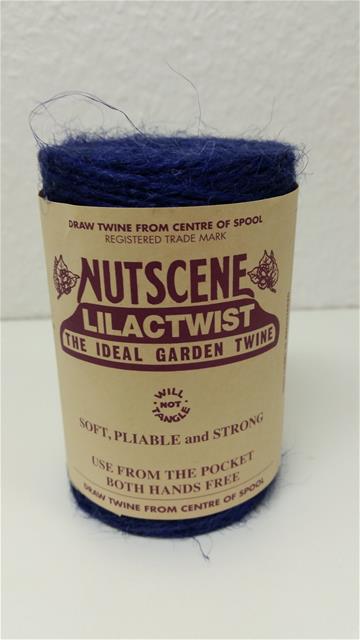 DRAW TWINE FROM CENTRE OF SPOOL
REGISTERED TRADE MARK
NUTSCENE
LILACTWIST
THE IDEAL GARDEN TWINE
WILL
NOT
TANGLE
SOFT, PLIABLE and STRONG
USE FROM THE POCKET
BOTH HANDS FREE
DRAW TWINE FROM CENTRE OF SPOOL